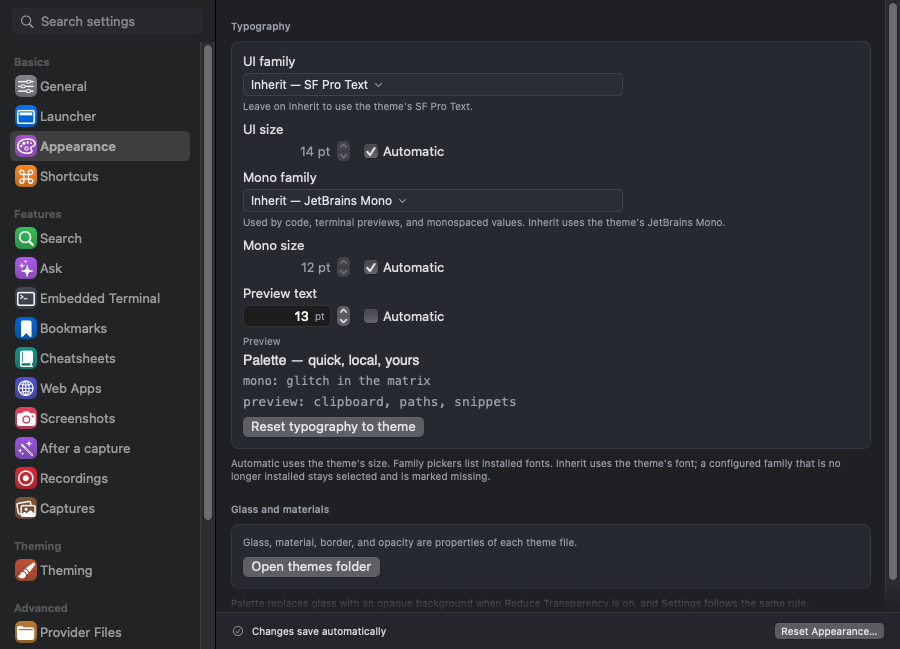 Search settings
Basics
General
Launcher
Appearance
Shortcuts
Features
Search
Ask
Embedded Terminal
Bookmarks
Cheatsheets
Web Apps
Screenshots
After a capture
Recordings
Captures
Theming
Theming
Advanced
Provider Files
Typography
UI family
Inherit — SF Pro Text
Leave on Inherit to use the theme's SF Pro Text.
UI size
14 pt Automatic
Mono family
Inherit — JetBrains Mono
Used by code, terminal previews, and monospaced values. Inherit uses the theme's JetBrains Mono.
Mono size
12 pt Automatic
Preview text
13 pt Automatic
Preview
Palette — quick, local, yours
mono: glitch in the matrix
preview: clipboard, paths, snippets
Reset typography to theme
Automatic uses the theme's size. Family pickers list installed fonts. Inherit uses the theme's font; a configured family that is no
longer installed stays selected and is marked missing.
Glass and materials
Glass, material, border, and opacity are properties of each theme file.
Open themes folder
Palette replaces glass with an opaque background when Reduce Transparency is on, and Settings follows the same rule.
Changes save automatically
Reset Appearance...